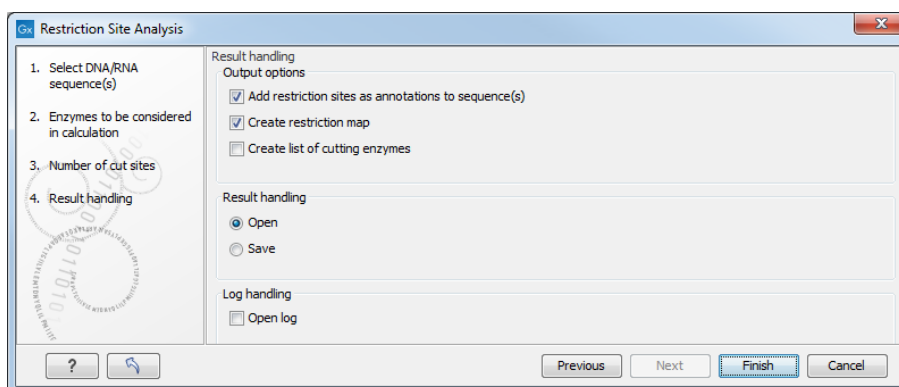 Gx Restriction Site Analysis
1. Select DNA/RNA
sequence(s)
2. Enzymes to be considered
in calculation
3. Number of cut sites
4. Result handling
Result handling
Output options
Add restriction sites as annotations to sequence(s)
Create restriction map
Create list of cutting enzymes
Result handling
Open
Save
Log handling
Open log
?
Previous
Next
Finish
Cancel